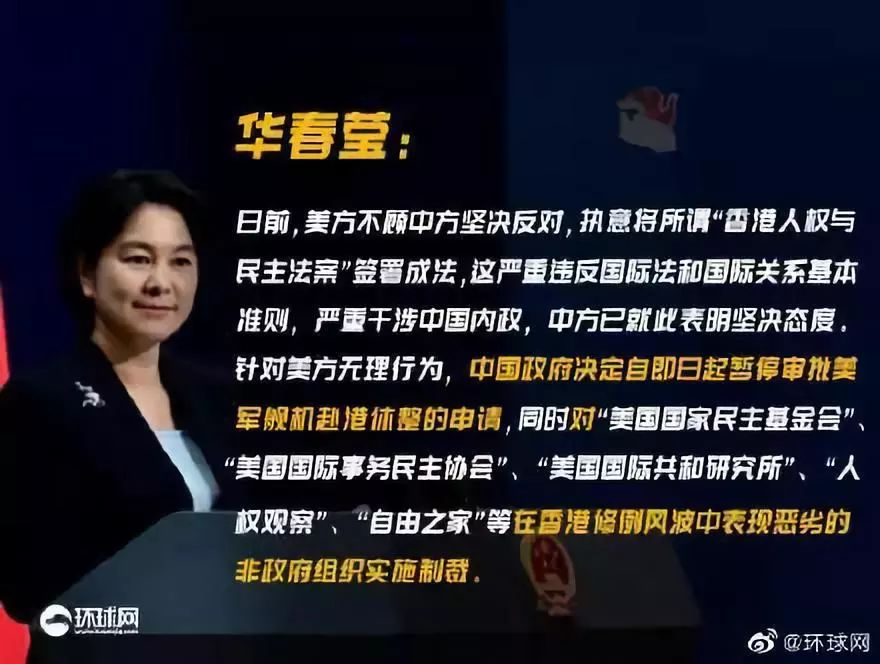 华春莹：
日前，美方不顾中方坚决反对，执意将所谓“香港人权与
民主法案”签署成法，这严重违反国际法和国际关系基本
准则，严重干涉中国内政，中方已就此表明坚决态度.
针对美方无理行为，中国政府决定自即日起暂停审批美
军舰机赴港休整的申请，同时对“美国国家民主基金会”、
“美国国际事务民主协会”、“美国国际共和研究所”、“人
权观察”、“自由之家”等在香港修例风波中表现恶劣的
非政府组织实施制裁.
环球网
@环球网